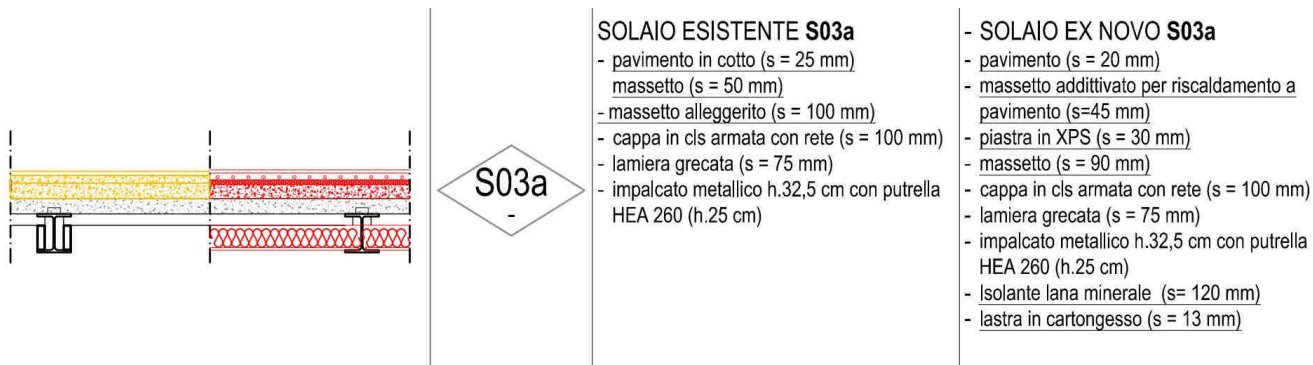 S03a
-
SOLAIO ESISTENTE S03a
- pavimento in cotto (s = 25 mm)
massetto (s = 50 mm)
- massetto alleggerito (s = 100 mm)
- cappa in cls armata con rete (s = 100 mm)
- lamiera grecata (s = 75 mm)
- impalcato metallico h.32,5 cm con putrella
HEA 260 (h.25 cm)
- SOLAIO EX NOVO S03a
- pavimento (s = 20 mm)
- massetto addittivato per riscaldamento a
pavimento (s=45 mm)
- piastra in XPS (s = 30 mm)
- massetto (s = 90 mm)
- cappa in cls armata con rete (s = 100 mm)
- lamiera grecata (s = 75 mm)
- impalcato metallico h.32,5 cm con putrella
HEA 260 (h.25 cm)
- Isolante lana minerale (s= 120 mm)
- lastra in cartongesso (s = 13 mm)